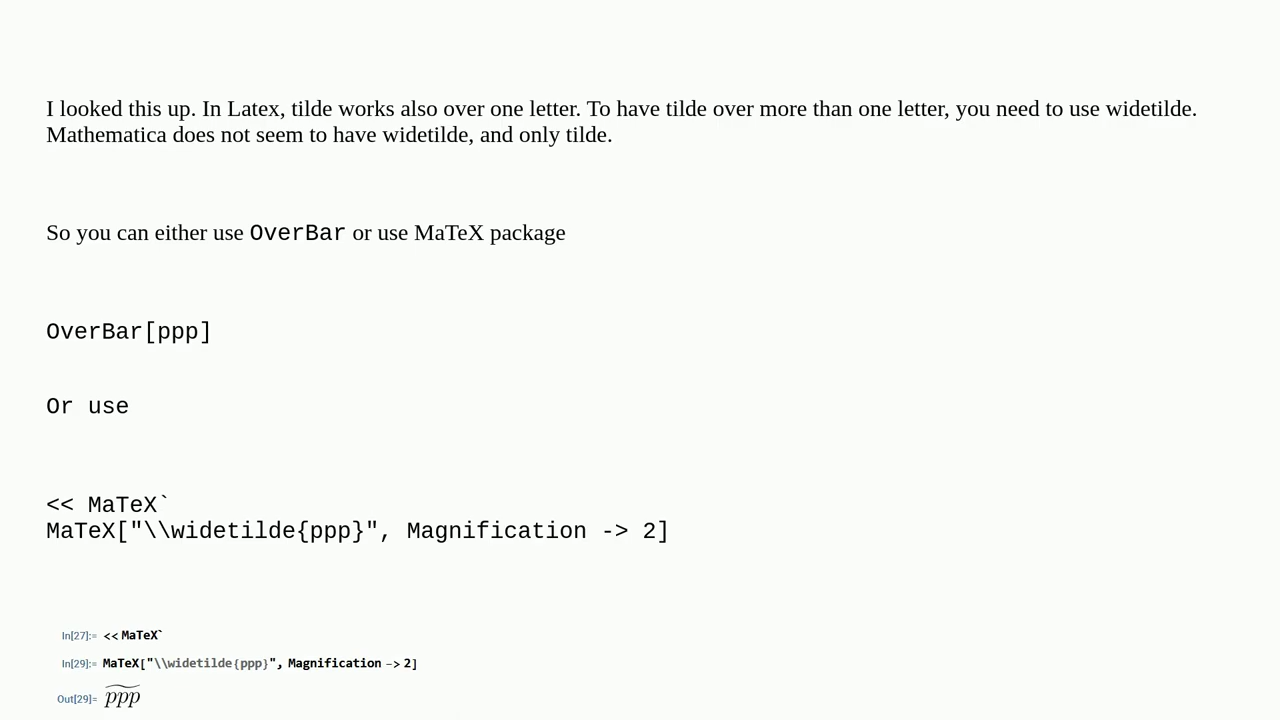 I looked this up. In Latex, tilde works also over one letter. To have tilde over more than one letter, you need to use widetilde.
Mathematica does not seem to have widetilde, and only tilde.
So you can either use OverBar or use MaTeX package
OverBar[ppp]
Or use
<< MaTeX`
MaTeX["\\widetilde{ppp}", Magnification -> 2]
In[27]:= << MaTeX`
In[29]:= MaTeX["\\widetilde{ppp}", Magnification -> 2]
Out[29]= p͠p͠p